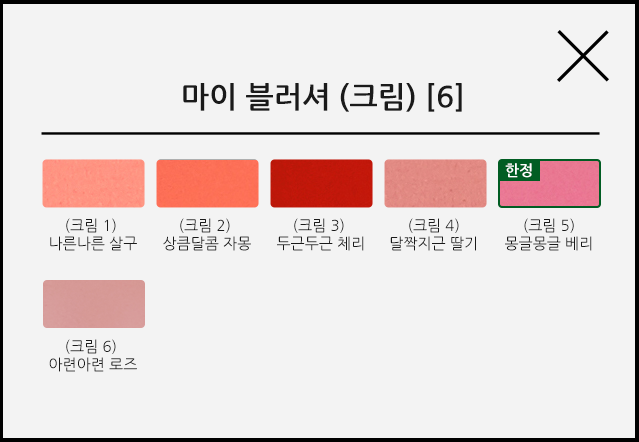 마이 블러셔 (크림) [6]
한정
(크림 1)
나른나른 살구
(크림 2)
상큼달콤 자몽
(크림 3)
두근두근 체리
(크림 4)
달짝지근 딸기
(크림 5)
몽글몽글 베리
(크림 6)
아련아련 로즈